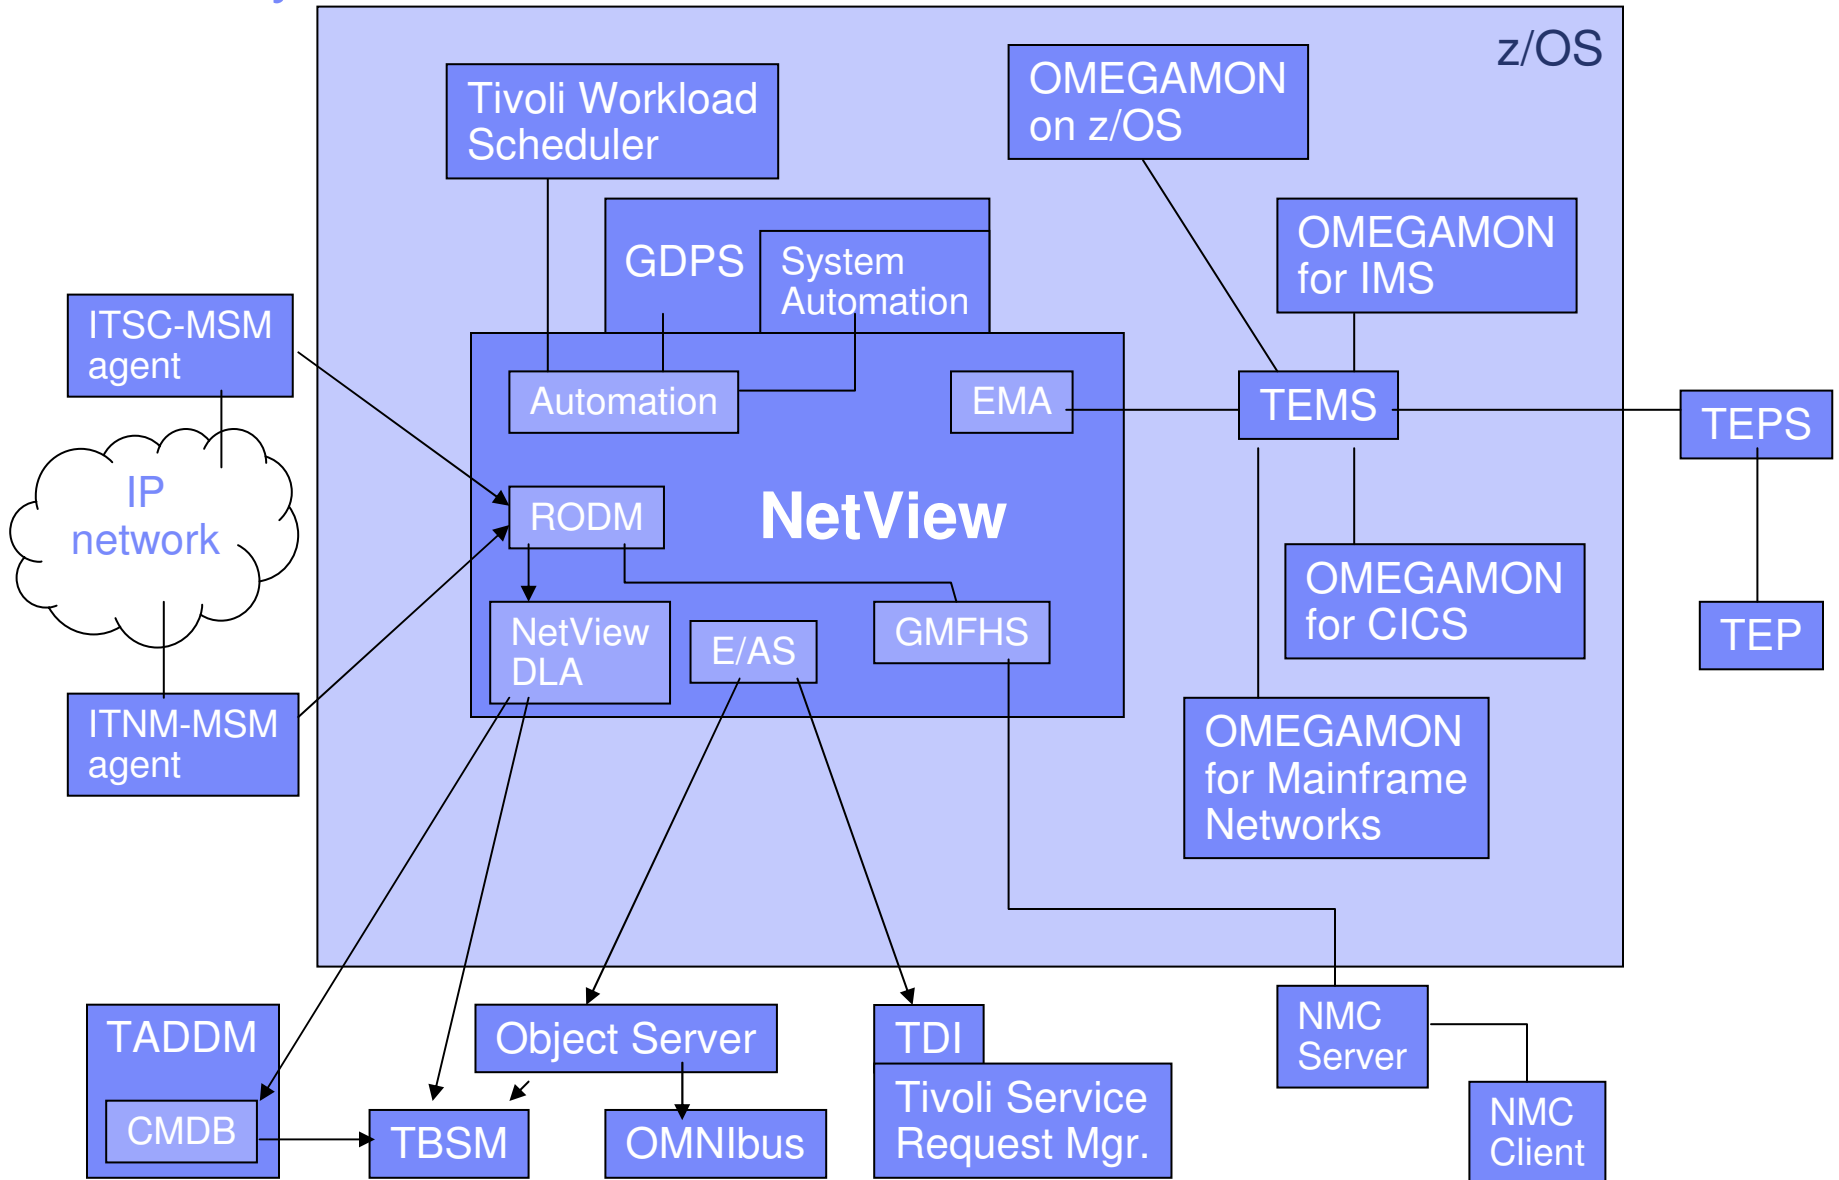 z/OS
Tivoli Workload
Scheduler
OMEGAMON
on z/OS
GDPS
System
Automation
OMEGAMON
for IMS
ITSC-MSM
agent
Automation
EMA
TEMS
TEPS
IP
network
RODM
NetView
OMEGAMON
for CICS
NetView
DLA
E/AS
GMFHS
TEP
ITNM-MSM
agent
OMEGAMON
for Mainframe
Networks
TADDM
CMDB
Object Server
TBSM
OMNIbus
TDI
Tivoli Service
Request Mgr.
NMC
Server
NMC
Client